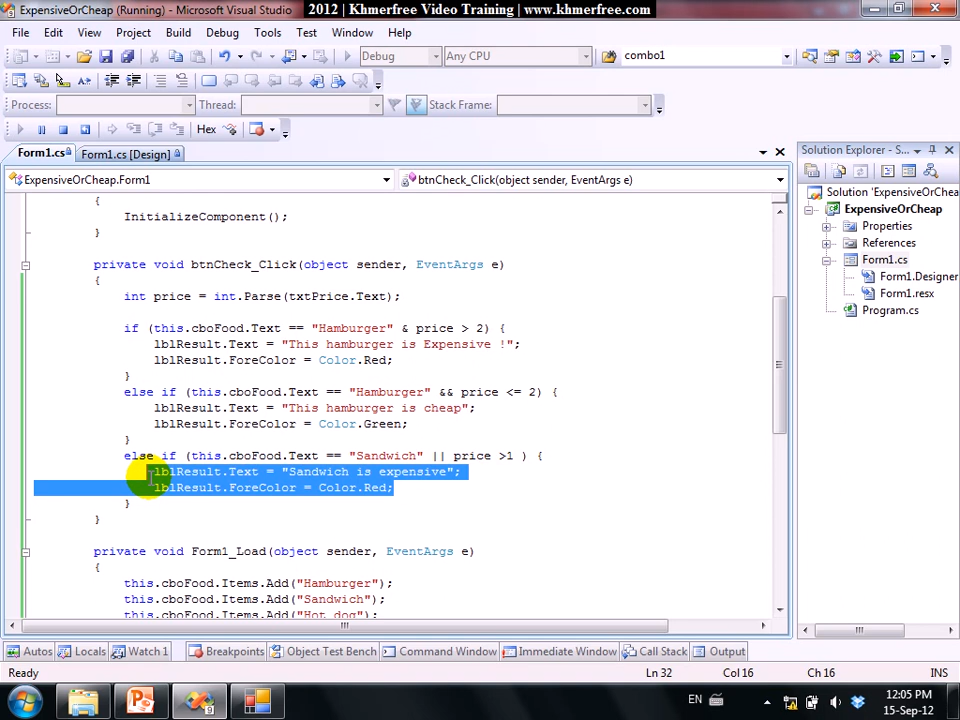 ExpensiveOrCheap (Running) - Microsoft Visual Studio
2012 | Khmerfree Video Training | www.khmerfree.com
File Edit View Project Build Debug Tools Test Window Help
Debug Any CPU combo1
Process: Thread: Stack Frame:
Hex
Form1.cs Form1.cs [Design]
Solution Explorer - S...
ExpensiveOrCheap.Form1 btnCheck_Click(object sender, EventArgs e)
Solution 'ExpensiveOrChea
ExpensiveOrCheap
Properties
References
Form1.cs
Form1.Designer
Form1.resx
Program.cs
{
InitializeComponent();
}
private void btnCheck_Click(object sender, EventArgs e)
{
int price = int.Parse(txtPrice.Text);
if (this.cboFood.Text == "Hamburger" & price > 2) {
lblResult.Text = "This hamburger is Expensive !";
lblResult.ForeColor = Color.Red;
}
else if (this.cboFood.Text == "Hamburger" && price <= 2) {
lblResult.Text = "This hamburger is cheap";
lblResult.ForeColor = Color.Green;
}
else if (this.cboFood.Text == "Sandwich" || price >1 ) {
lblResult.Text = "Sandwich is expensive";
lblResult.ForeColor = Color.Red;
}
}
private void Form1_Load(object sender, EventArgs e)
{
this.cboFood.Items.Add("Hamburger");
this.cboFood.Items.Add("Sandwich");
this.cboFood.Items.Add("Hot dog");
Autos Locals Watch 1 Breakpoints Object Test Bench Command Window Immediate Window Call Stack Output
Ready Ln 32 Col 16 Ch 16 INS
EN 12:05 PM
15-Sep-12